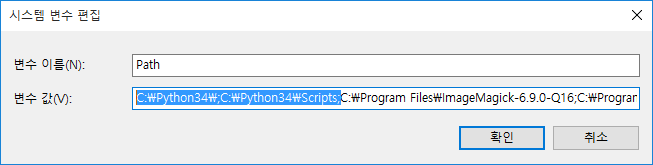 시스템 변수 편집
변수 이름(N):
Path
변수 값(V):
C:₩Python34₩;C:₩Python34₩Scripts;C:₩Program Files₩ImageMagick-6.9.0-Q16;C:₩Program
확인
취소